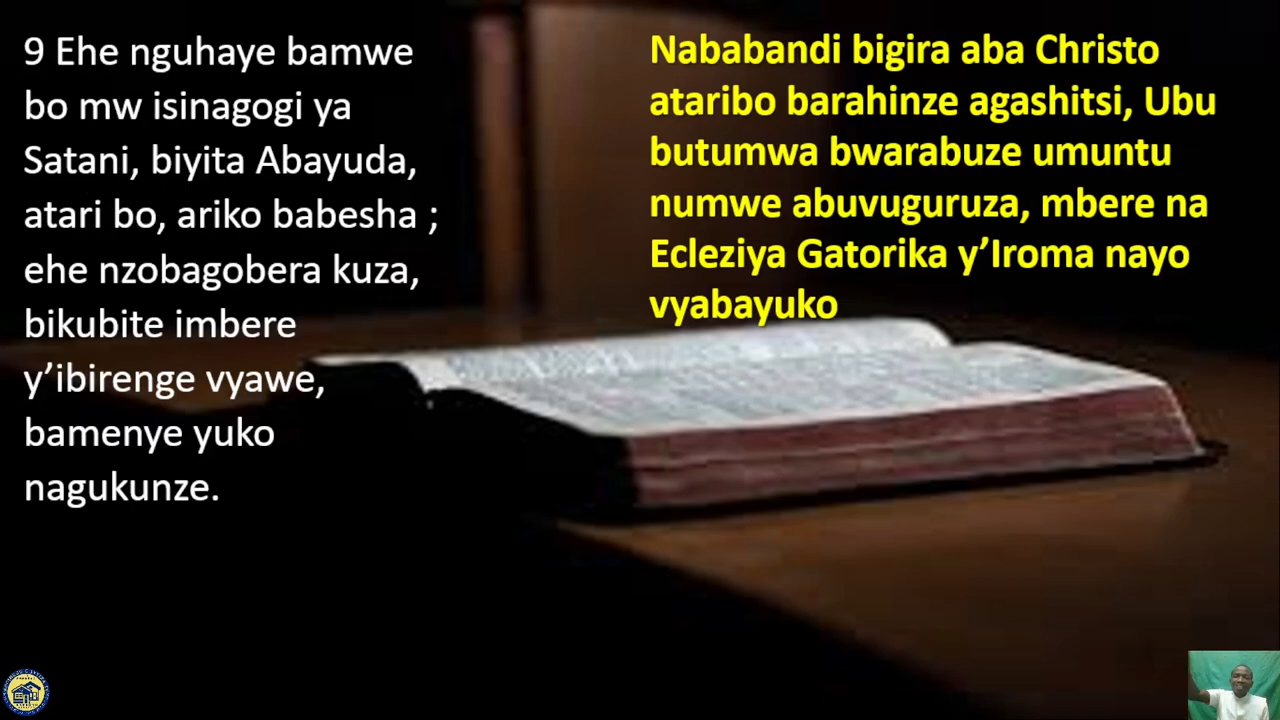 9 Ehe nguhaye bamwe
bo mw isinagogi ya
Satani, biyita Abayuda,
atari bo, ariko babesha ;
ehe nzobagobera kuza,
bikubite imbere
y’ibirenge vyawe,
bamenye yuko
nagukunze.
Nababandi bigira aba Christo
ataribo barahinze agashitsi, Ubu
butumwa bwarabuze umuntu
numwe abuvuguruza, mbere na
Ecleziya Gatorika y’Iroma nayo
vyabayuko